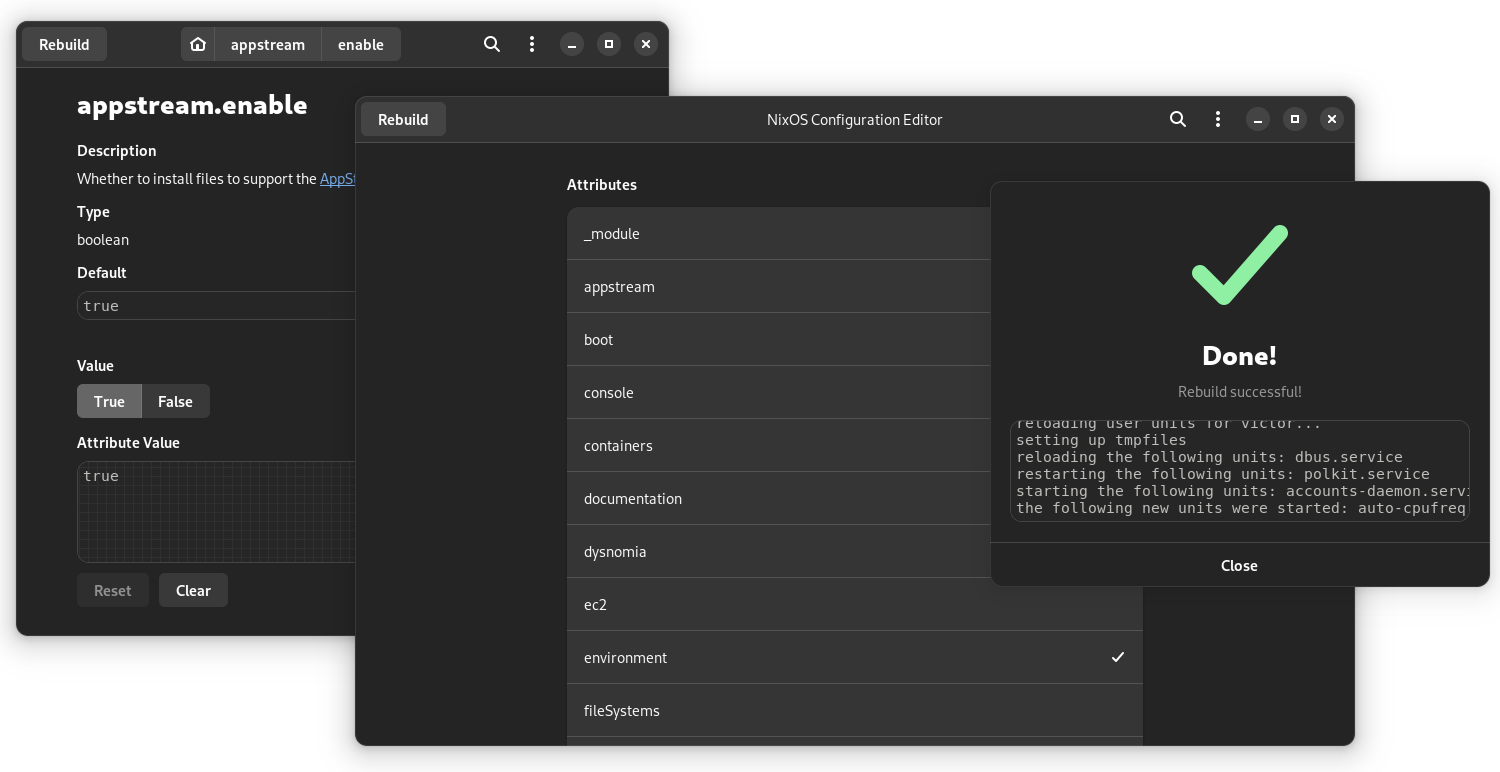 Rebuild
appstream
enable
appstream.enable
Description
Whether to install files to support the
Type
boolean
Default
true
Value
True
False
Attribute Value
true
Reset
Clear
Rebuild
NixOS Configuration Editor
Attributes
_module
appstream
boot
console
containers
documentation
dysnomia
ec2
environment
fileSystems
Done!
Rebuild successful!
reloading user units for victor...
setting up tmpfiles
reloading the following units: dbus.service
restarting the following units: polkit.service
starting the following units: accounts-daemon.servi
the following new units were started: auto-cpufreq
Close